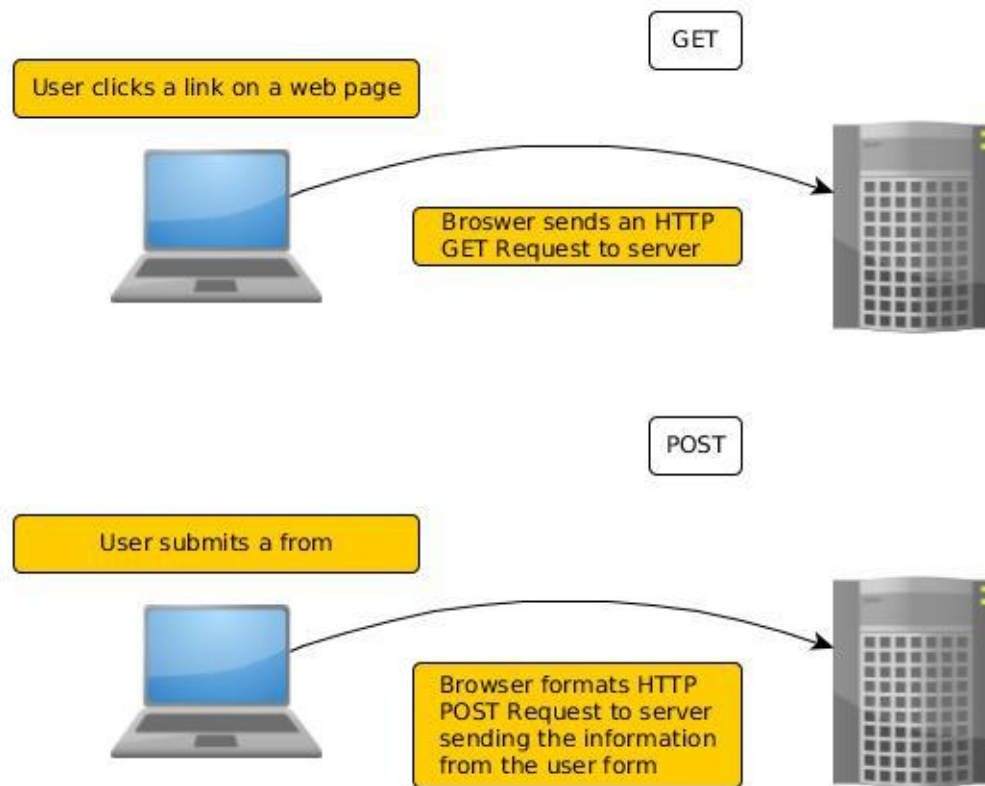 GET
User clicks a link on a web page
Broswer sends an HTTP
GET Request to server
POST
User submits a from
Browser formats HTTP
POST Request to server
sending the information
from the user form